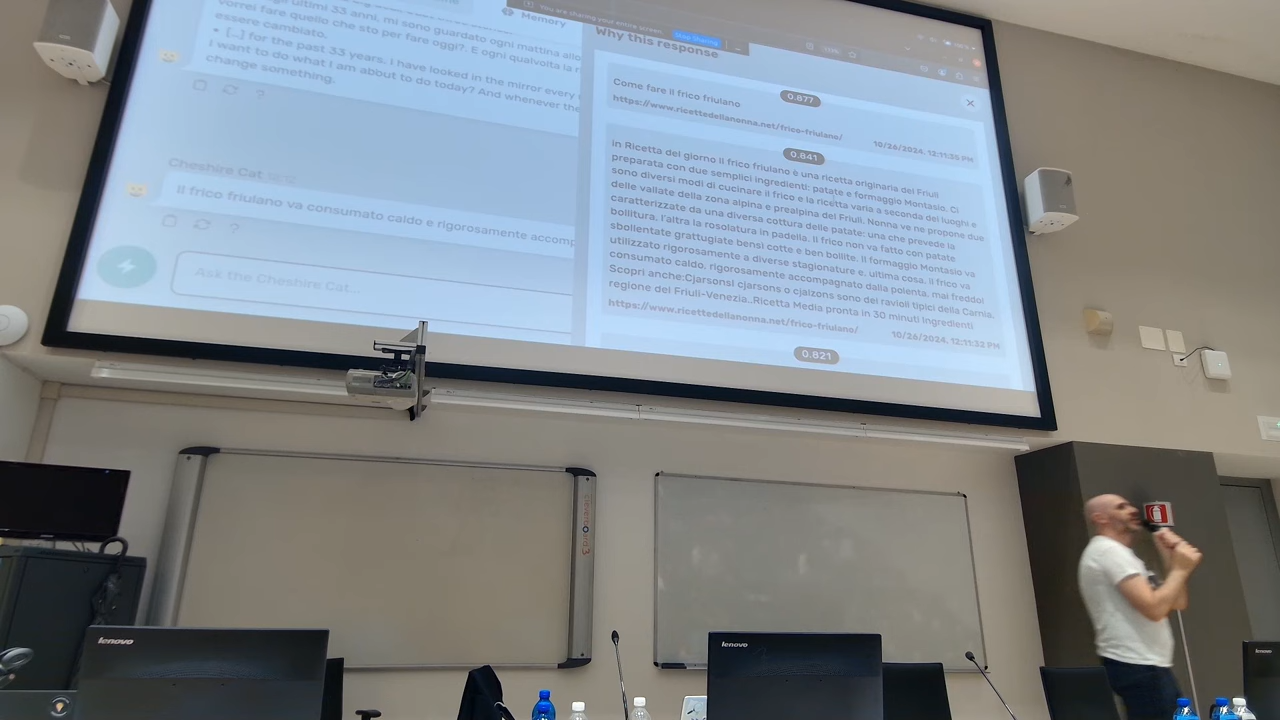 gli ultimi 33 anni, mi sono guardato ogni mattina allo
vorrei fare quello che sto per fare oggi?. E ogni qualvolta la r
essere cambiato.
• [...] for the past 33 years. I have looked in the mirror every
I want to do what I am about to do today? And whenever the
change something.
Cheshire Cat
Il frico friulano va consumato caldo e rigorosamente accomp
Ask the Cheshire Cat...
Memory
You are sharing your entire screen.
Stop Sharing
Why this response
0.877
Come fare il frico friulano
https://www.ricettedellanonna.net/frico-friulano/
10/26/2024, 12:11:35 PM
0.841
in Ricetta del giorno Il frico friulano è una ricetta originaria del Friuli
preparata con due semplici ingredienti: patate e formaggio Montasio. Ci
sono diversi modi di cucinare il frico e la ricetta varia a seconda dei luoghi e
delle vallate della zona alpina e prealpina del Friuli. Nonna ve ne propone due
caratterizzate da una diversa cottura delle patate: una che prevede la
bollitura, l'altra la rosolatura in padella. Il frico non va fatto con patate
sbollentate grattugiate bensì cotte e ben bollite. Il formaggio Montasio va
utilizzato rigorosamente a diverse stagionature e, ultima cosa, il frico va
consumato caldo, rigorosamente accompagnato dalla polenta, mai freddo!
Scopri anche:Cjarsons! cjarsons o cjalzons sono dei ravioli tipici della Carnia,
regione del Friuli-Venezia..Ricetta Media pronta in 30 minuti Ingredienti
https://www.ricettedellanonna.net/frico-friulano/
10/26/2024, 12:11:32 PM
0.821
lenovo
lenovo
lenovo